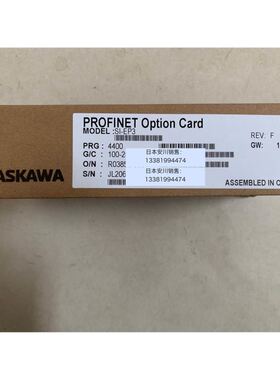 ASKAWA
PROFINET Option Card
MODEL: SI-EP3
REV: F
PRG: 4400
GW: 1
G/C: 100-2
日本安川销售:
13381994474
O/N: R0385
日本安川销售:
13381994474
S/N: JL206
ASSEMBLED IN C